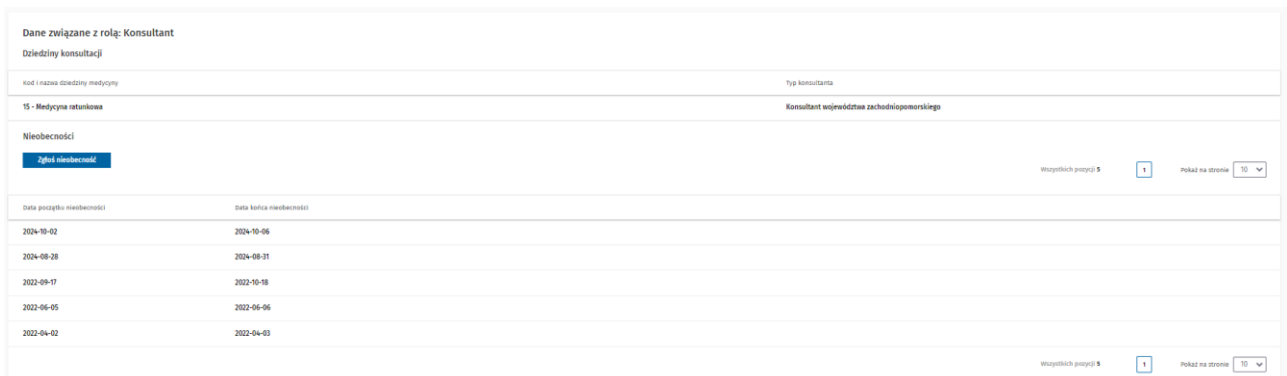 Dane związane z rolą: Konsultant
Dziedziny konsultacji
Kod i nazwa dziedziny medycyny Typ konsultanta
15 - Medycyna ratunkowa Konsultant województwa zachodniopomorskiego
Nieobecności
Zgłoś nieobecność
Wszystkich pozycji 5 1 Pokaż na stronie 10
Data początku nieobecności Data końca nieobecności
2024-10-02 2024-10-06
2024-08-28 2024-08-31
2022-09-17 2022-10-18
2022-06-05 2022-06-06
2022-04-02 2022-04-03
Wszystkich pozycji 5 1 Pokaż na stronie 10